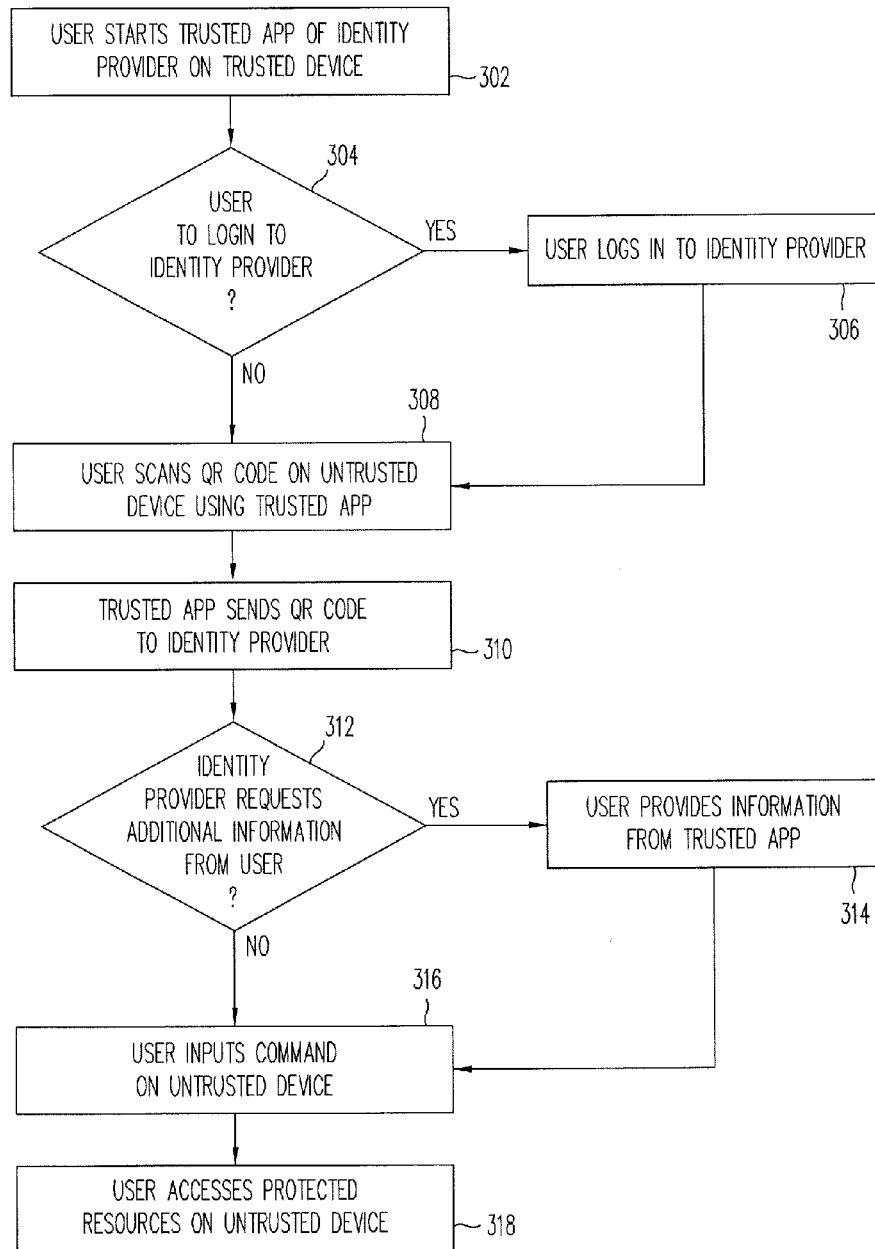 USER STARTS TRUSTED APP OF IDENTITY
PROVIDER ON TRUSTED DEVICE
302
304
USER
TO LOGIN TO
IDENTITY PROVIDER
?
YES
USER LOGS IN TO IDENTITY PROVIDER
306
NO
308
USER SCANS QR CODE ON UNTRUSTED
DEVICE USING TRUSTED APP
TRUSTED APP SENDS QR CODE
TO IDENTITY PROVIDER
310
312
IDENTITY
PROVIDER REQUESTS
ADDITIONAL INFORMATION
FROM USER
?
YES
USER PROVIDES INFORMATION
FROM TRUSTED APP
314
NO
316
USER INPUTS COMMAND
ON UNTRUSTED DEVICE
USER ACCESSES PROTECTED
RESOURCES ON UNTRUSTED DEVICE
318